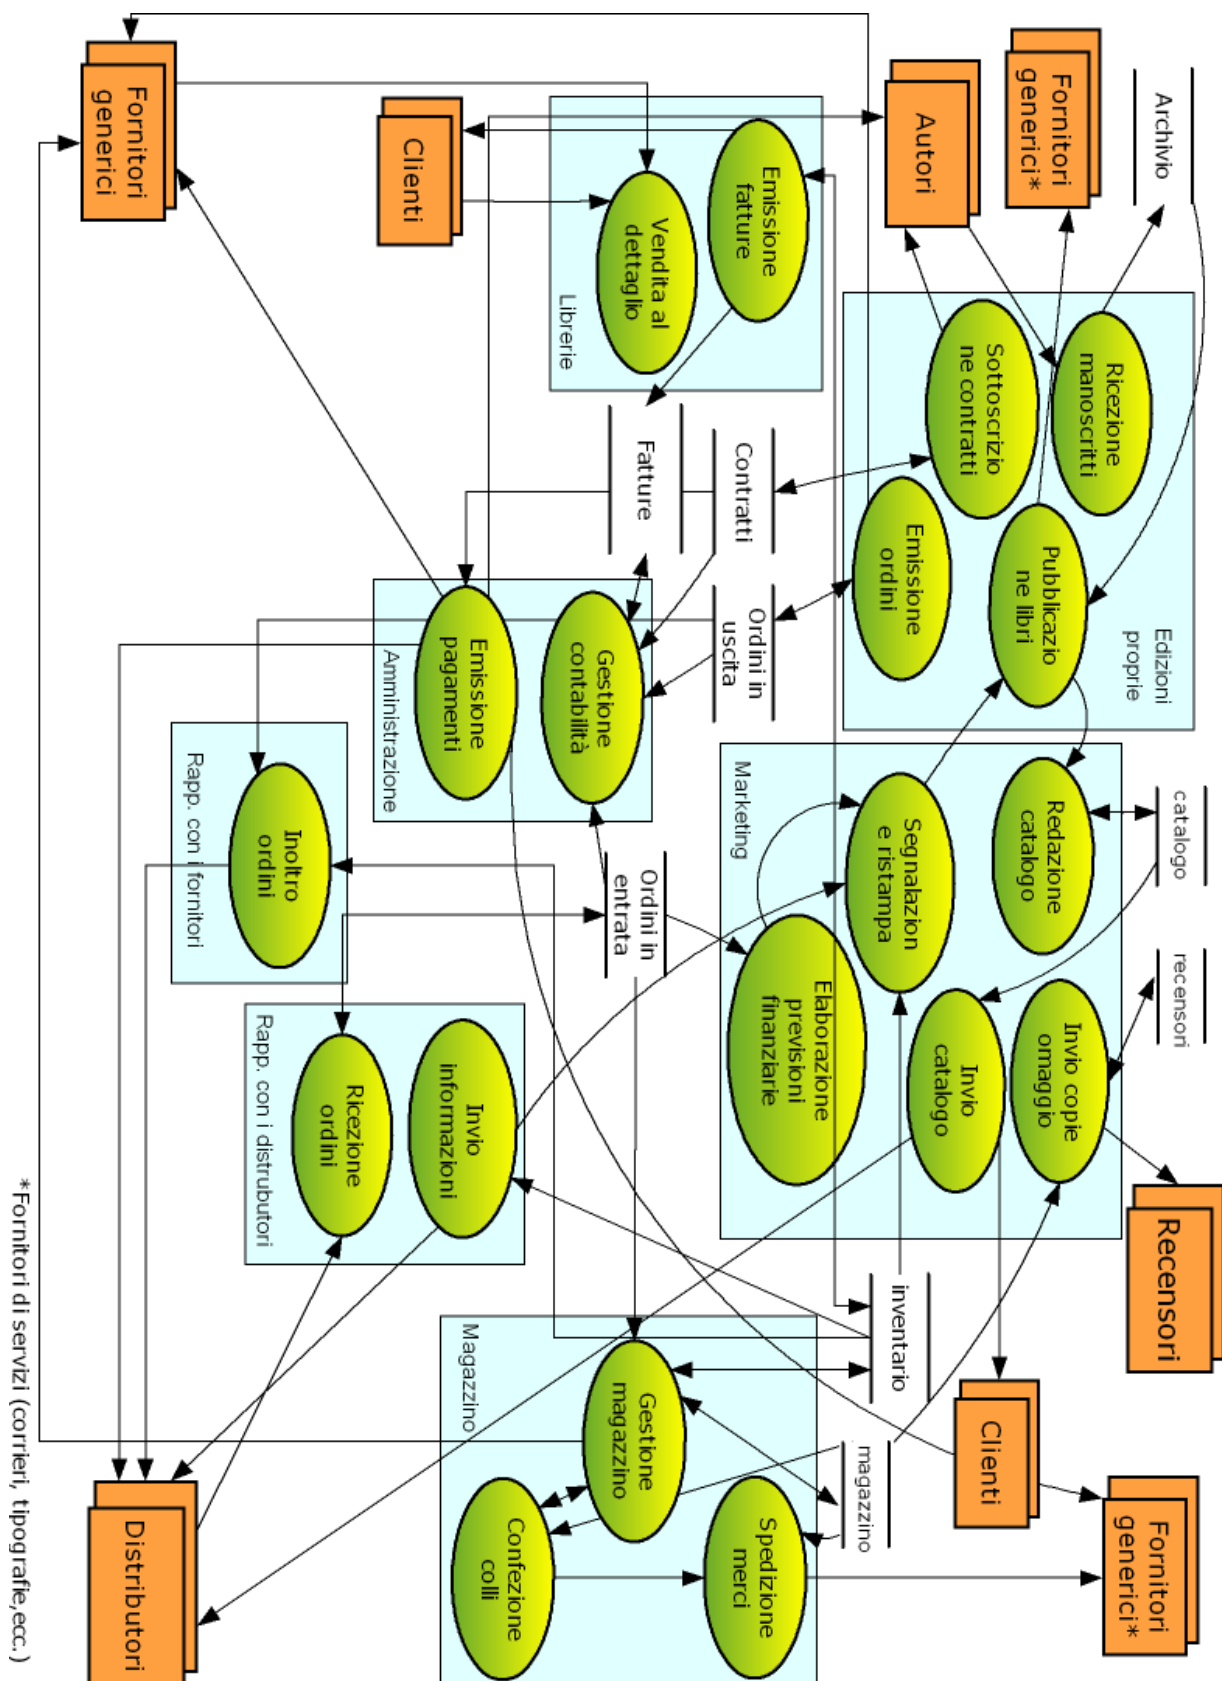 Archivio
Fornitori
generici*
Autori
Clienti
Fornitori
generici
Ricezione
manoscritti
Sottoscrizio
ne contratti
Pubblicazio
ne libri
Emissione
ordini
Edizioni
proprie
Emissione
fatture
Vendita al
dettaglio
Librerie
Contratti
Fatture
Ordini in
uscita
catalogo
recensori
Redazione
catalogo
Segnalazion
e ristampa
Invio copie
omaggio
Invio
catalogo
Elaborazione
previsioni
finanziarie
Marketing
Gestione
contabilità
Emissione
pagamenti
Amministrazione
Ordini in
entrata
Inoltro
ordini
Rapp. con i fornitori
Invio
informazioni
Ricezione
ordini
Rapp. con i distrubutori
Recensori
inventario
Clienti
Fornitori
generici*
magazzino
Magazzino
Gestione
magazzino
Spedizione
merci
Confezione
colli
Distributori
*Fornitori di servizi (corrieri, tipografie,ecc.)